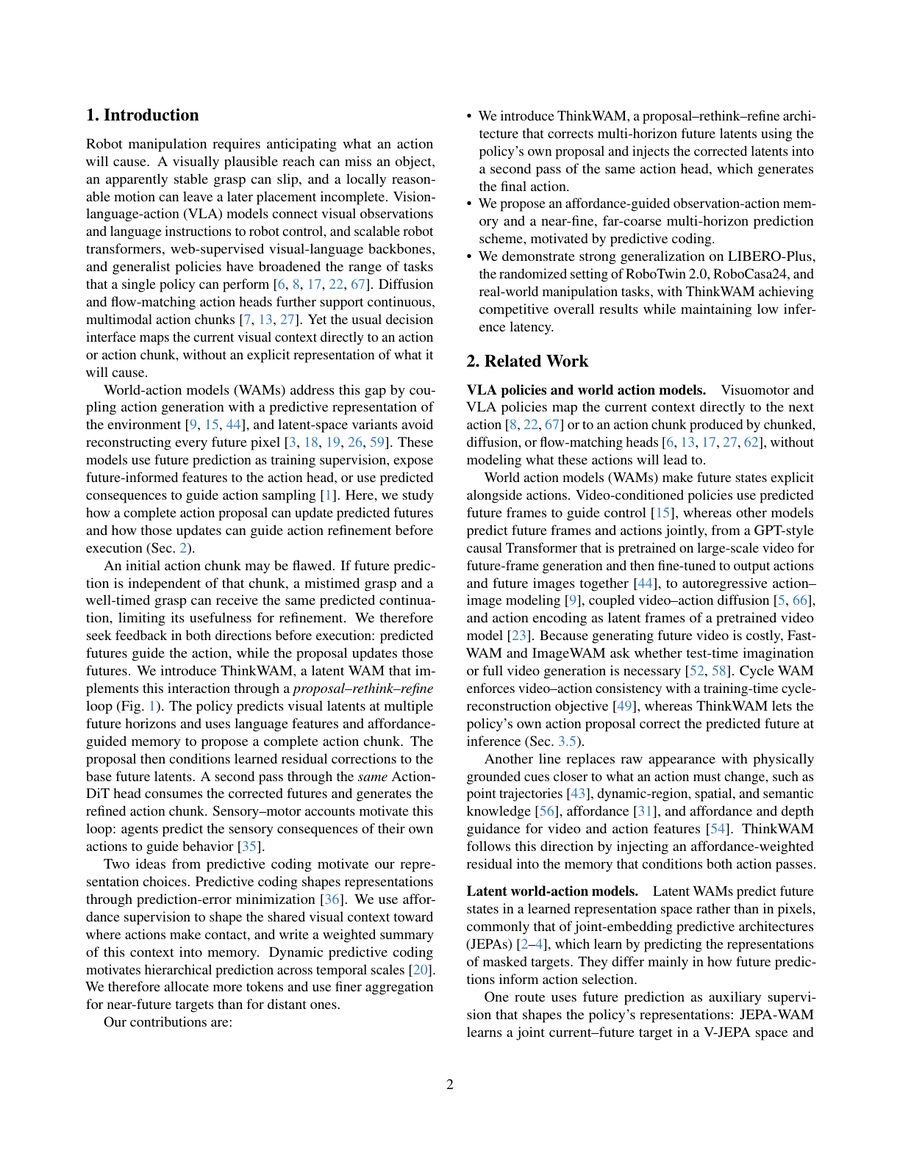 1. Introduction
Robot manipulation requires anticipating what an action
will cause. A visually plausible reach can miss an object,
an apparently stable grasp can slip, and a locally reason-
able motion can leave a later placement incomplete. Vision-
language-action (VLA) models connect visual observations
and language instructions to robot control, and scalable robot
transformers, web-supervised visual-language backbones,
and generalist policies have broadened the range of tasks
that a single policy can perform [6, 8, 17, 22, 67]. Diffusion
and flow-matching action heads further support continuous,
multimodal action chunks [7, 13, 27]. Yet the usual decision
interface maps the current visual context directly to an action
or action chunk, without an explicit representation of what it
will cause.
World-action models (WAMs) address this gap by cou-
pling action generation with a predictive representation of
the environment [9, 15, 44], and latent-space variants avoid
reconstructing every future pixel [3, 18, 19, 26, 59]. These
models use future prediction as training supervision, expose
future-informed features to the action head, or use predicted
consequences to guide action sampling [1]. Here, we study
how a complete action proposal can update predicted futures
and how those updates can guide action refinement before
execution (Sec. 2).
An initial action chunk may be flawed. If future predic-
tion is independent of that chunk, a mistimed grasp and a
well-timed grasp can receive the same predicted continua-
tion, limiting its usefulness for refinement. We therefore
seek feedback in both directions before execution: predicted
futures guide the action, while the proposal updates those
futures. We introduce ThinkWAM, a latent WAM that im-
plements this interaction through a proposal–rethink–refine
loop (Fig. 1). The policy predicts visual latents at multiple
future horizons and uses language features and affordance-
guided memory to propose a complete action chunk. The
proposal then conditions learned residual corrections to the
base future latents. A second pass through the same Action-
DiT head consumes the corrected futures and generates the
refined action chunk. Sensory–motor accounts motivate this
loop: agents predict the sensory consequences of their own
actions to guide behavior [35].
Two ideas from predictive coding motivate our repre-
sentation choices. Predictive coding shapes representations
through prediction-error minimization [36]. We use affor-
dance supervision to shape the shared visual context toward
where actions make contact, and write a weighted summary
of this context into memory. Dynamic predictive coding
motivates hierarchical prediction across temporal scales [20].
We therefore allocate more tokens and use finer aggregation
for near-future targets than for distant ones.
Our contributions are:
• We introduce ThinkWAM, a proposal–rethink–refine archi-
tecture that corrects multi-horizon future latents using the
policy's own proposal and injects the corrected latents into
a second pass of the same action head, which generates
the final action.
• We propose an affordance-guided observation-action mem-
ory and a near-fine, far-coarse multi-horizon prediction
scheme, motivated by predictive coding.
• We demonstrate strong generalization on LIBERO-Plus,
the randomized setting of RoboTwin 2.0, RoboCasa24, and
real-world manipulation tasks, with ThinkWAM achieving
competitive overall results while maintaining low infer-
ence latency.
2. Related Work
VLA policies and world action models. Visuomotor and
VLA policies map the current context directly to the next
action [8, 22, 67] or to an action chunk produced by chunked,
diffusion, or flow-matching heads [6, 13, 17, 27, 62], without
modeling what these actions will lead to.
World action models (WAMs) make future states explicit
alongside actions. Video-conditioned policies use predicted
future frames to guide control [15], whereas other models
predict future frames and actions jointly, from a GPT-style
causal Transformer that is pretrained on large-scale video for
future-frame generation and then fine-tuned to output actions
and future images together [44], to autoregressive action–
image modeling [9], coupled video–action diffusion [5, 66],
and action encoding as latent frames of a pretrained video
model [23]. Because generating future video is costly, Fast-
WAM and ImageWAM ask whether test-time imagination
or full video generation is necessary [52, 58]. Cycle WAM
enforces video–action consistency with a training-time cycle-
reconstruction objective [49], whereas ThinkWAM lets the
policy's own action proposal correct the predicted future at
inference (Sec. 3.5).
Another line replaces raw appearance with physically
grounded cues closer to what an action must change, such as
point trajectories [43], dynamic-region, spatial, and semantic
knowledge [56], affordance [31], and affordance and depth
guidance for video and action features [54]. ThinkWAM
follows this direction by injecting an affordance-weighted
residual into the memory that conditions both action passes.
Latent world-action models. Latent WAMs predict future
states in a learned representation space rather than in pixels,
commonly that of joint-embedding predictive architectures
(JEPAs) [2–4], which learn by predicting the representations
of masked targets. They differ mainly in how future predic-
tions inform action selection.
One route uses future prediction as auxiliary supervi-
sion that shapes the policy's representations: JEPA-WAM
learns a joint current–future target in a V-JEPA space and
2